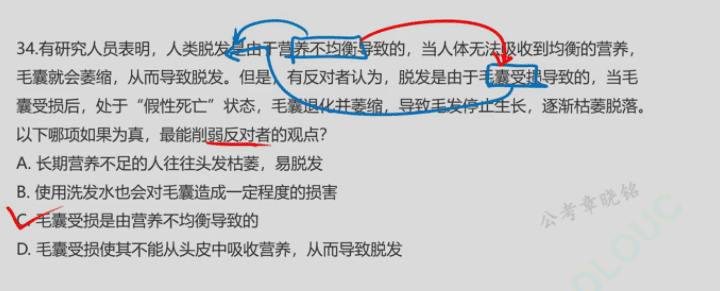 34.有研究人员表明，人类脱发是由于营养不均衡导致的，当人体无法吸收到均衡的营养，
毛囊就会萎缩，从而导致脱发。但是，有反对者认为，脱发是由于毛囊受损导致的，当毛
囊受损后，处于“假性死亡”状态，毛囊退化并萎缩，导致毛发停止生长，逐渐枯萎脱落。
以下哪项如果为真，最能削弱反对者的观点？
A. 长期营养不足的人往往头发枯萎，易脱发
B. 使用洗发水也会对毛囊造成一定程度的损害
C. 毛囊受损是由营养不均衡导致的
D. 毛囊受损使其不能从头皮中吸收营养，从而导致脱发
公考章晓铭
DLOUC